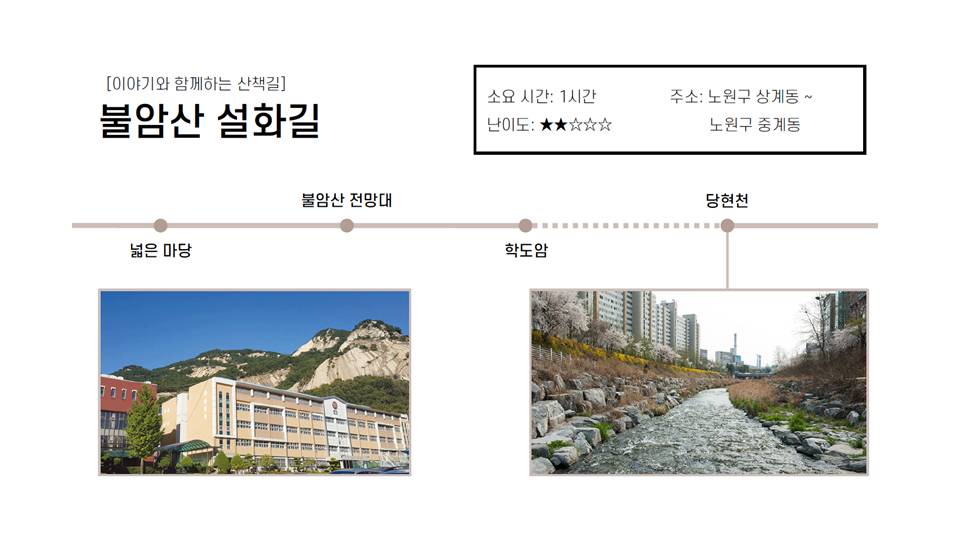 [이야기와 함께하는 산책길]
불암산 설화길
소요 시간: 1시간
난이도: ★★☆☆☆
주소: 노원구 상계동 ~
노원구 중계동
불암산 전망대
당현천
넓은 마당
학도암